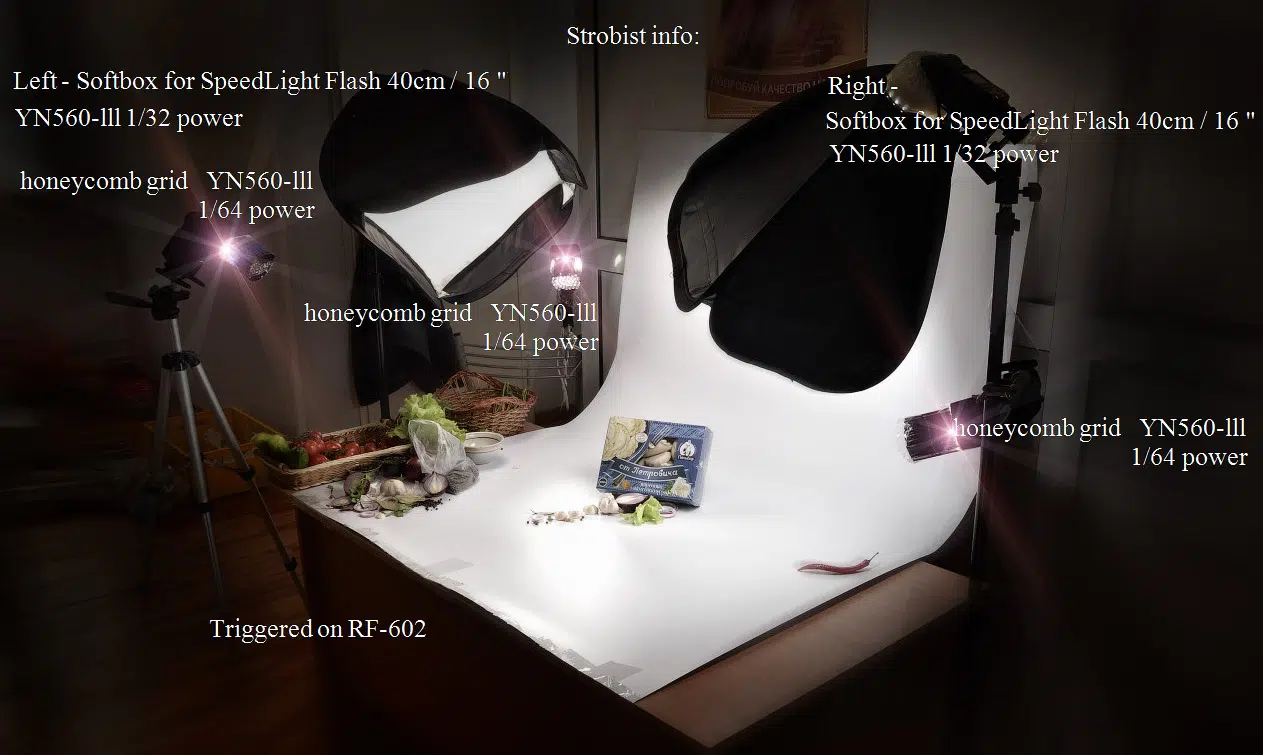 Strobist info:
Left - Softbox for SpeedLight Flash 40cm / 16 "
YN560-lll 1/32 power
honeycomb grid YN560-lll
1/64 power
honeycomb grid YN560-lll
1/64 power
ПОПРОБУЙ КАЧЕСТВО
Right -
Softbox for SpeedLight Flash 40cm / 16 "
YN560-lll 1/32 power
honeycomb grid YN560-lll
1/64 power
от Петровича
Triggered on RF-602